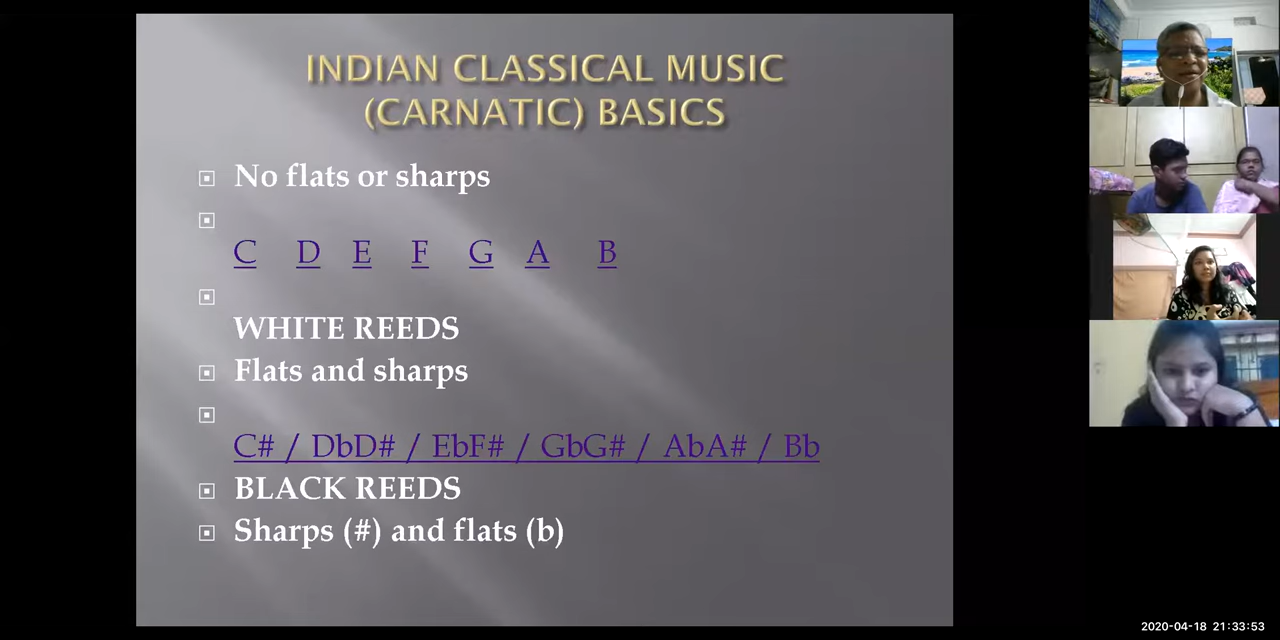 INDIAN CLASSICAL MUSIC
(CARNATIC) BASICS
No flats or sharps
C D E F G A B
WHITE REEDS
Flats and sharps
C# / DbD# / EbF# / GbG# / AbA# / Bb
BLACK REEDS
Sharps (#) and flats (b)
2020-04-18 21:33:53